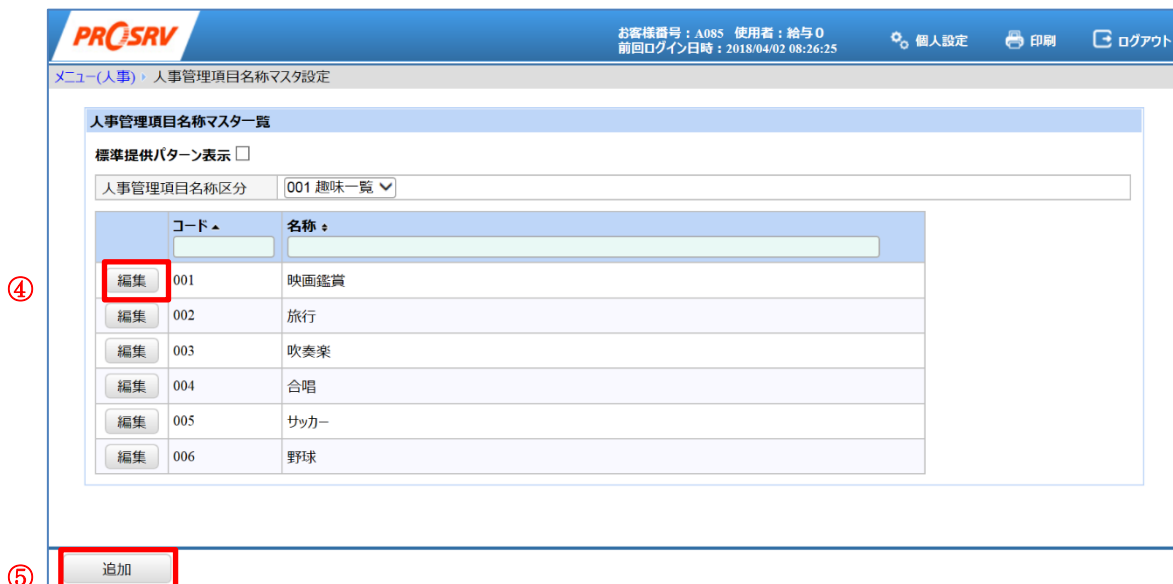 PROSRV
お客様番号：A085 使用者：給与０
前回ログイン日時：2018/04/02 08:26:25
個人設定
印刷
ログアウト
メニュー(人事) › 人事管理項目名称マスタ設定
人事管理項目名称マスタ一覧
標準提供パターン表示
人事管理項目名称区分 001 趣味一覧
コード 名称
④ 編集 001 映画鑑賞
編集 002 旅行
編集 003 吹奏楽
編集 004 合唱
編集 005 サッカー
編集 006 野球
⑤ 追加